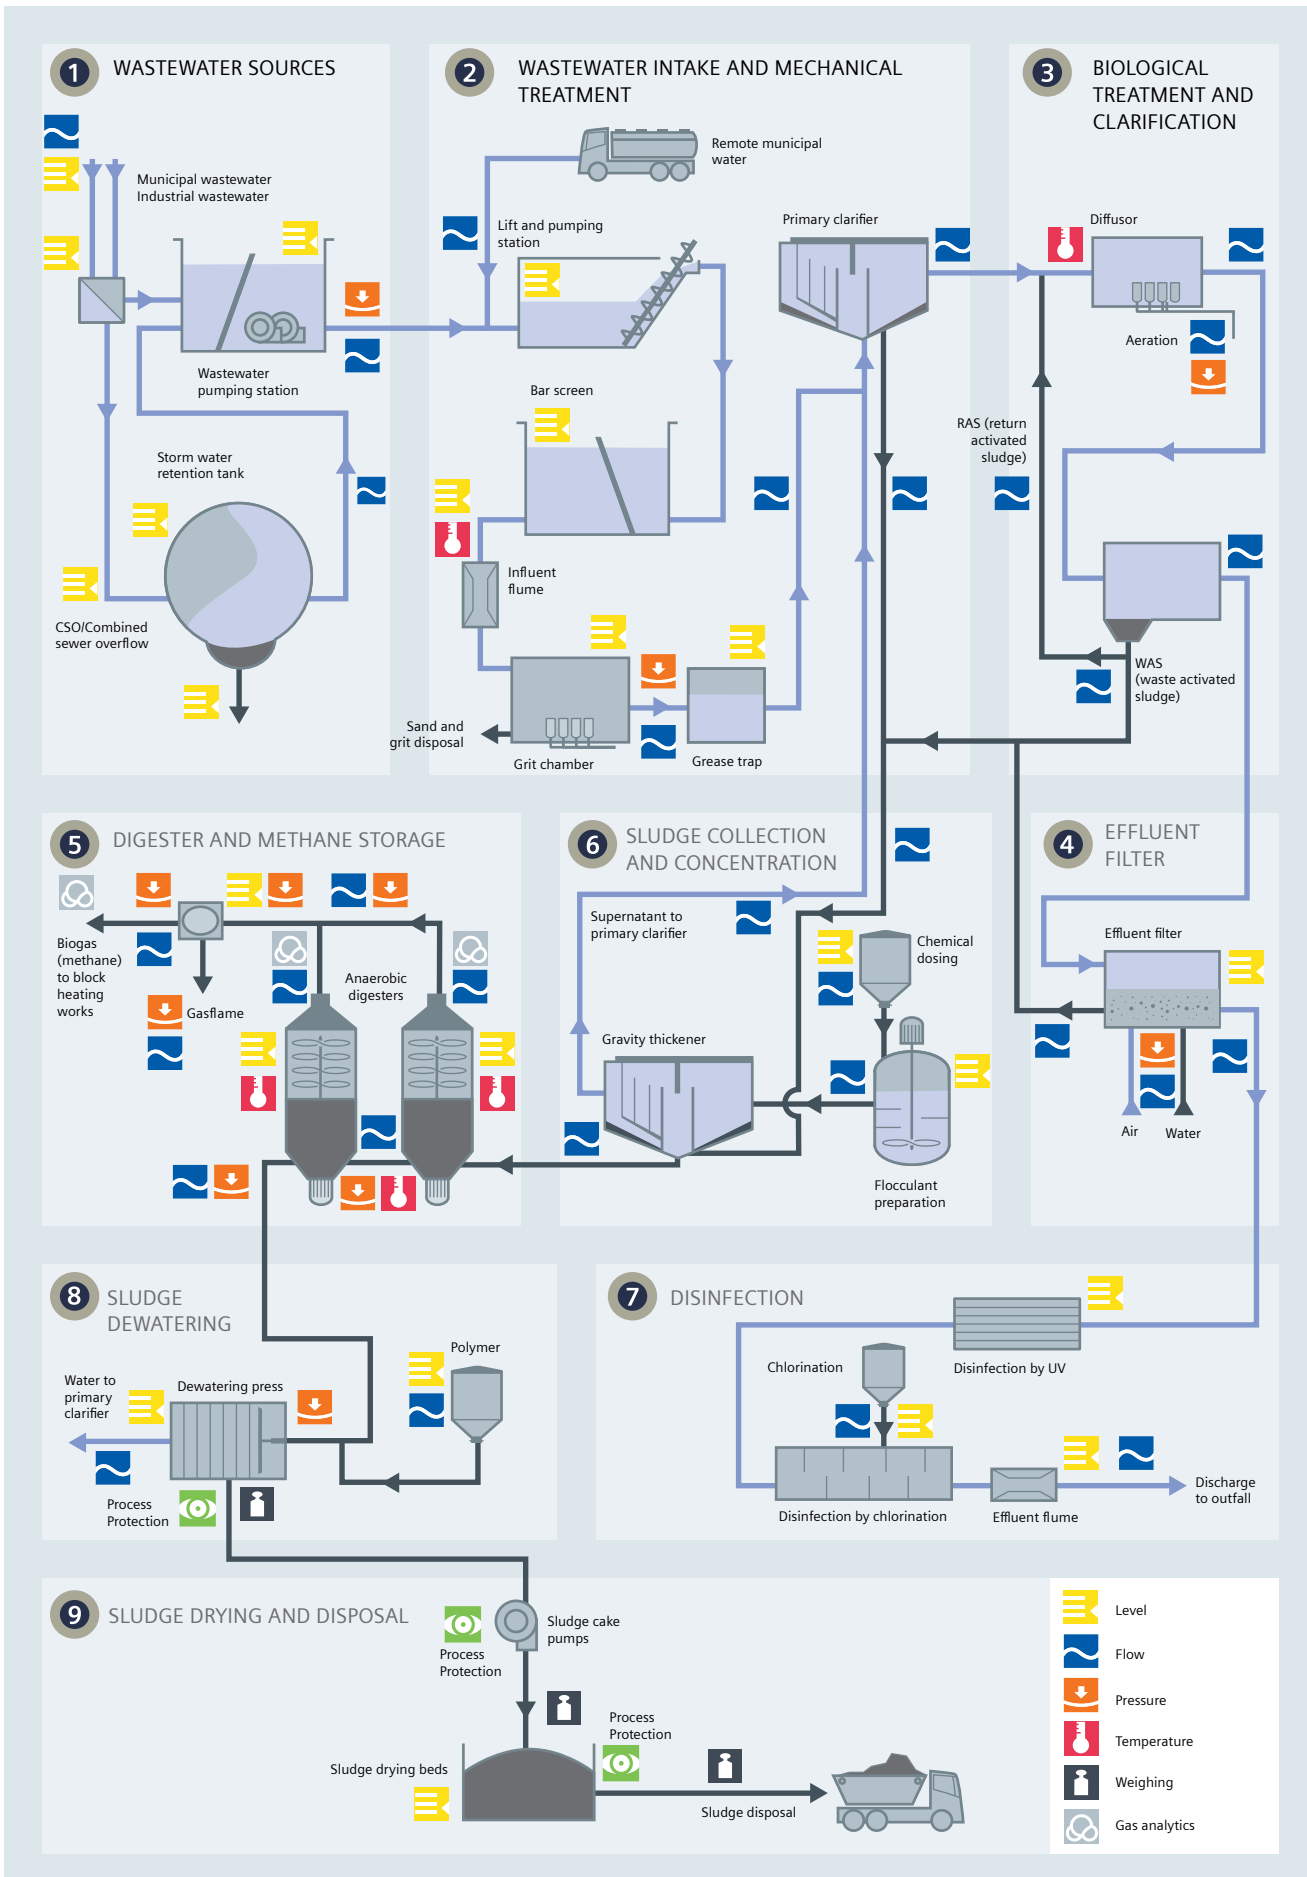 1 WASTEWATER SOURCES
Municipal wastewater
Industrial wastewater
Wastewater
pumping station
Storm water
retention tank
CSO/Combined
sewer overflow
2 WASTEWATER INTAKE AND MECHANICAL
TREATMENT
Remote municipal
water
Lift and pumping
station
Primary clarifier
Bar screen
Influent
flume
Sand and
grit disposal
Grit chamber
Grease trap
3 BIOLOGICAL
TREATMENT AND
CLARIFICATION
Diffusor
Aeration
RAS (return
activated
sludge)
WAS
(waste activated
sludge)
5 DIGESTER AND METHANE STORAGE
Biogas
(methane)
to block
heating
works
Gasflame
Anaerobic
digesters
6 SLUDGE COLLECTION
AND CONCENTRATION
Supernatant to
primary clarifier
Chemical
dosing
Gravity thickener
Flocculant
preparation
4 EFFLUENT
FILTER
Effluent filter
Air
Water
8 SLUDGE
DEWATERING
Polymer
Water to
primary
clarifier
Dewatering press
Process
Protection
7 DISINFECTION
Chlorination
Disinfection by UV
Disinfection by chlorination
Effluent flume
Discharge
to outfall
9 SLUDGE DRYING AND DISPOSAL
Sludge cake
pumps
Process
Protection
Process
Protection
Sludge drying beds
Sludge disposal
Level
Flow
Pressure
Temperature
Weighing
Gas analytics